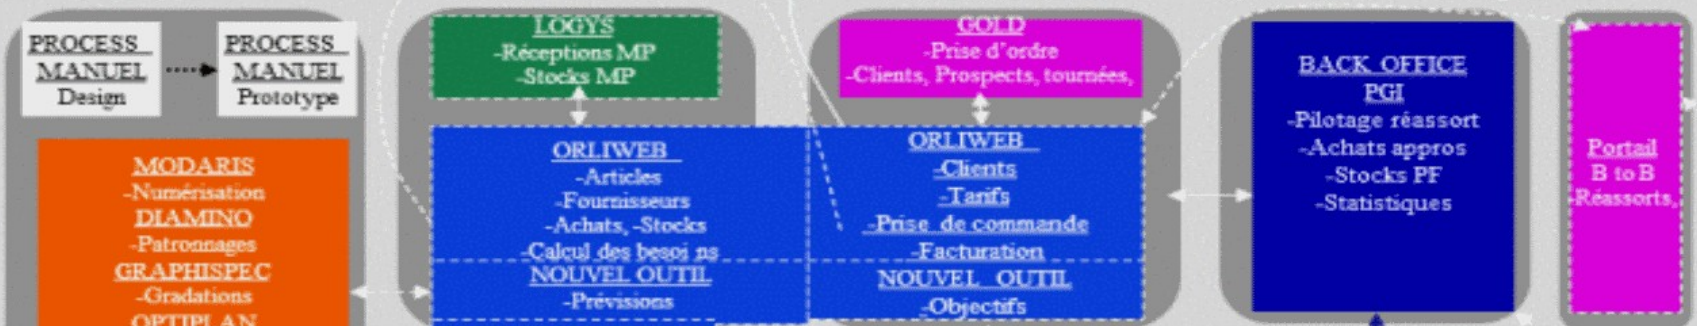 PROCESS
MANUEL
Design
PROCESS
MANUEL
Prototype
MODARIS
-Numérisation
DIAMINO
-Patronnages
GRAPHISPEC
-Gradations
OPTIPLAN
LOGYS
-Réceptions MP
-Stocks MP
ORLIWEB
-Articles
-Fournisseurs
-Achats, -Stocks
-Calcul des besoi ns
NOUVEL OUTIL
-Prévisions
GOLD
-Prise d'ordre
-Clients, Prospects, tournées,
ORLIWEB
-Clients
-Tarifs
-Prise de commande
-Facturation
NOUVEL OUTIL
-Objectifs
BACK OFFICE
PGI
-Pilotage réassort
-Achats appros
-Stocks PF
-Statistiques
Portail
B to B
-Réassorts,